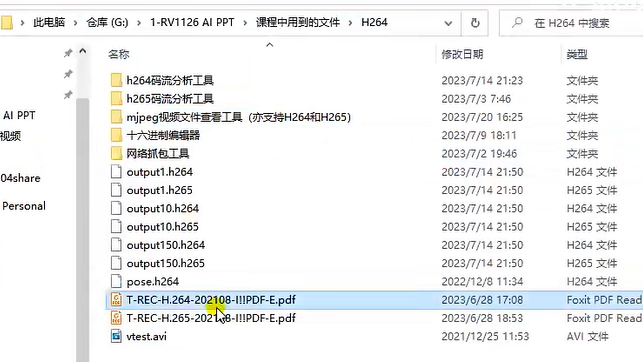 此电脑 > 仓库 (G:) > 1-RV1126 AI PPT > 课程中用到的文件 > H264
在 H264 中搜索
名称 修改日期 类型
h264码流分析工具 2023/7/14 21:23 文件夹
h265码流分析工具 2023/7/3 7:46 文件夹
mjpeg视频文件查看工具（亦支持H264和H265） 2023/7/20 16:25 文件夹
AI PPT
十六进制编辑器 2023/7/9 18:11 文件夹
视频
网络抓包工具 2023/7/2 19:46 文件夹
output1.h264 2023/7/14 21:50 H264 文件
04share
output1.h265 2023/7/14 21:50 H265 文件
output10.h264 2023/7/14 21:50 H264 文件
Personal
output10.h265 2023/7/14 21:50 H265 文件
output150.h264 2023/7/14 21:50 H264 文件
output150.h265 2023/7/14 21:50 H265 文件
pose.h264 2022/12/8 11:34 H264 文件
T-REC-H.264-202108-I!!PDF-E.pdf 2023/6/28 17:08 Foxit PDF Read
T-REC-H.265-202108-I!!PDF-E.pdf 2023/6/28 18:53 Foxit PDF Read
vtest.avi 2021/12/25 11:53 AVI 文件